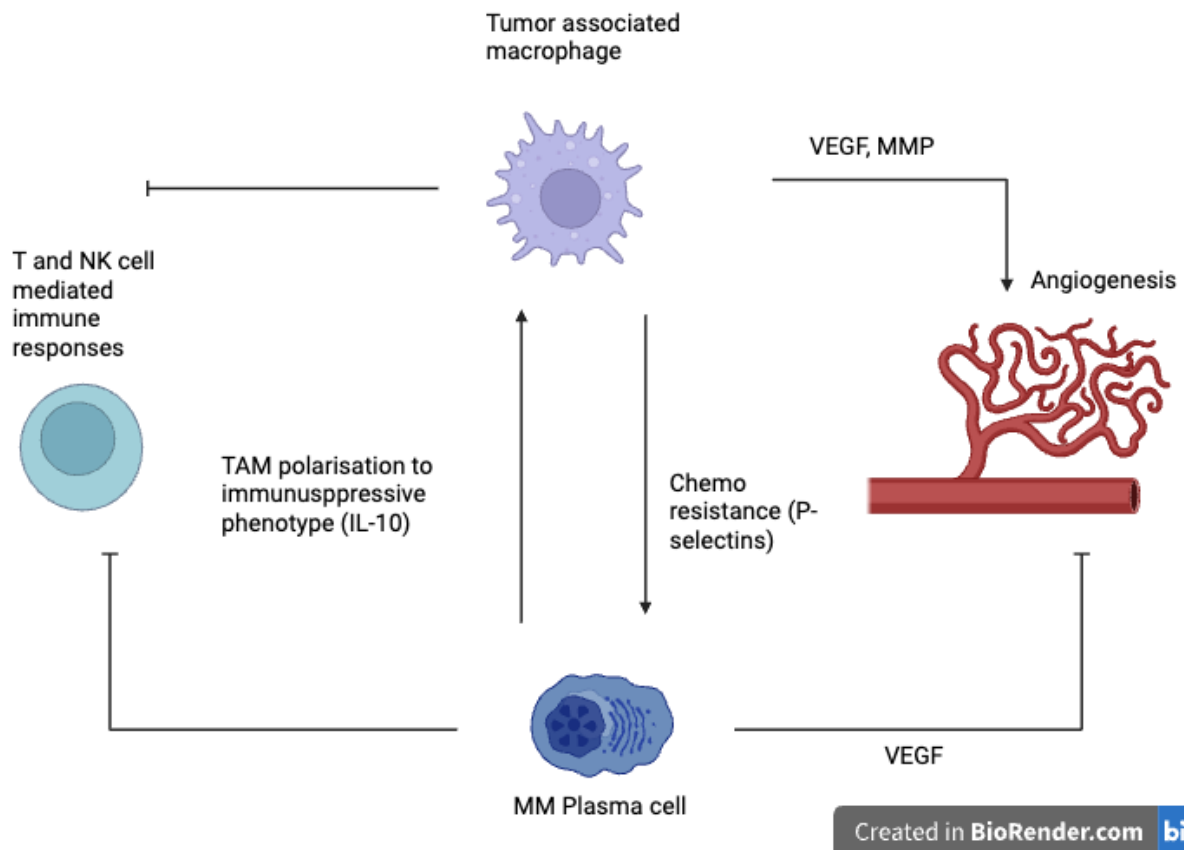 Tumor associated
macrophage
VEGF, MMP
T and NK cell
mediated
immune
responses
Angiogenesis
TAM polarisation to
immunusppressive
phenotype (IL-10)
Chemo
resistance (P-
selectins)
VEGF
MM Plasma cell
Created in BioRender.com bi